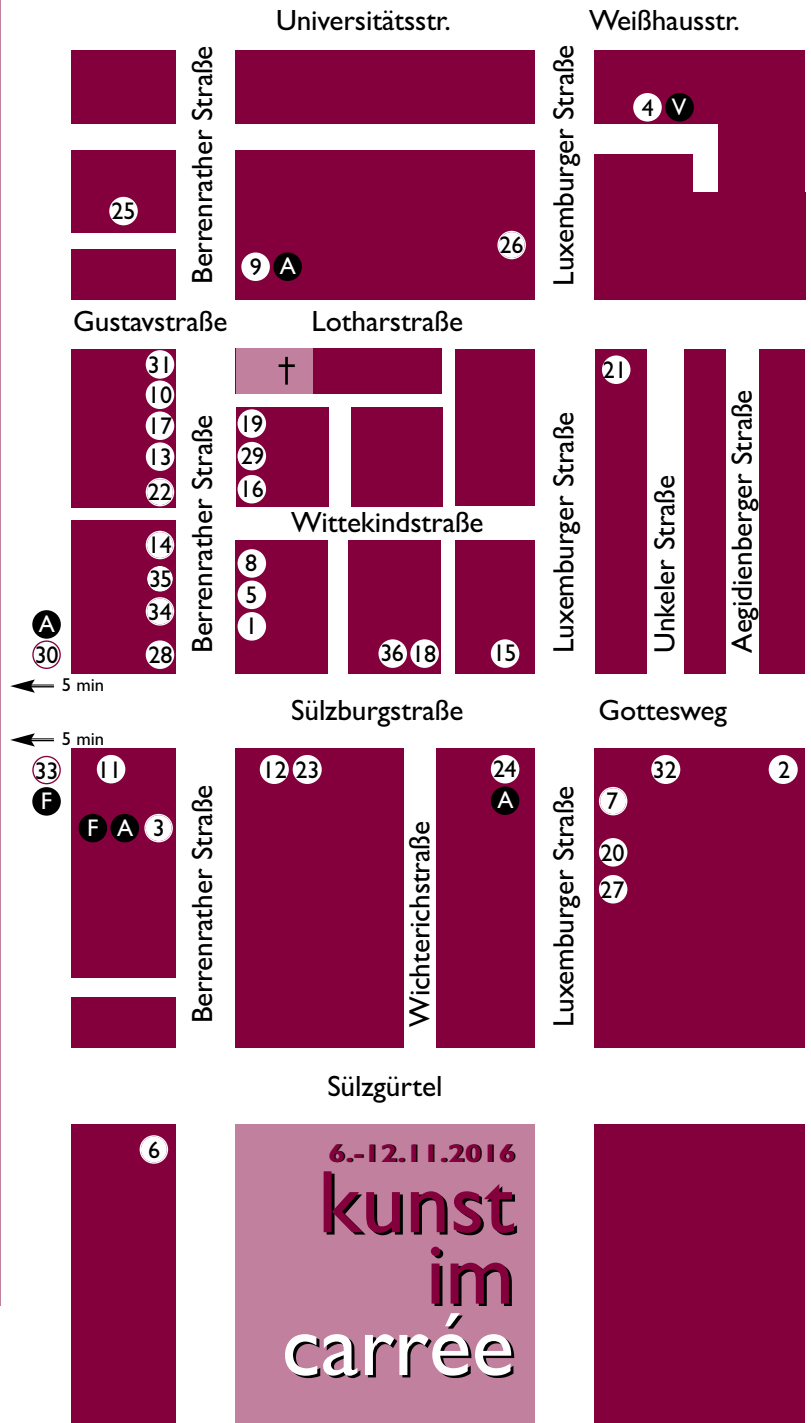 Universitätsstr. Weißhausstr.
Berrenrather Straße
Luxemburger Straße
4 V
25
26
9 A
Gustavstraße Lotharstraße
31
10
17
13
22
Berrenrather Straße
†
19
29
16
Luxemburger Straße
21
Unkeler Straße
Aegidienberger Straße
Wittekindstraße
14
35
34
28
8
5
1
36 18 15
A
30
5 min
Sülzburgstraße Gottesweg
5 min
33
F
11
F A 3
Berrenrather Straße
12 23
Wichterichstraße
24
A
Luxemburger Straße
32 2
7
20
27
Sülzgürtel
6
6.-12.11.2016
kunst
im
carrée